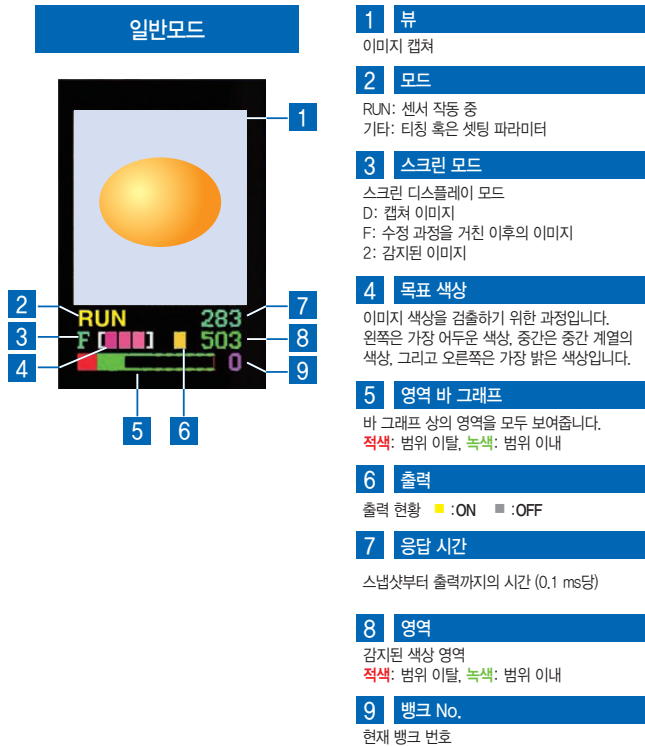 일반모드
1
2
RUN
283
7
3
F [ ]
503
8
4
0
9
5
6
1 뷰
이미지 캡쳐
2 모드
RUN: 센서 작동 중
기타: 티칭 혹은 셋팅 파라미터
3 스크린 모드
스크린 디스플레이 모드
D: 캡쳐 이미지
F: 수정 과정을 거친 이후의 이미지
2: 감지된 이미지
4 목표 색상
이미지 색상을 검출하기 위한 과정입니다.
왼쪽은 가장 어두운 색상, 중간은 중간 계열의
색상, 그리고 오른쪽은 가장 밝은 색상입니다.
5 영역 바 그래프
바 그래프 상의 영역을 모두 보여줍니다.
적색: 범위 이탈, 녹색: 범위 이내
6 출력
출력 현황 :ON :OFF
7 응답 시간
스냅샷부터 출력까지의 시간 (0.1 ms당)
8 영역
감지된 색상 영역
적색: 범위 이탈, 녹색: 범위 이내
9 뱅크 No.
현재 뱅크 번호